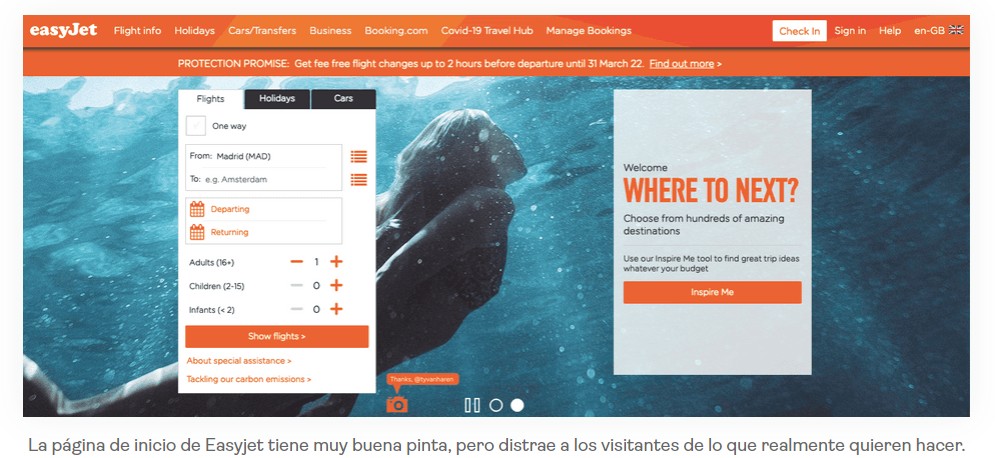 easyJet Flight info Holidays Cars/Transfers Business Booking.com Covid-19 Travel Hub Manage Bookings Check In Sign in Help en-GB
PROTECTION PROMISE: Get fee free flight changes up to 2 hours before departure until 31 March 22. Find out more >
Flights Holidays Cars
One way
From: Madrid (MAD)
To: e.g. Amsterdam
Departing
Returning
Adults (16+) 1
Children (2-15) 0
Infants (< 2) 0
Show flights >
About special assistance >
Tackling our carbon emissions >
Welcome
WHERE TO NEXT?
Choose from hundreds of amazing
destinations
Use our Inspire Me tool to find great trip ideas
whatever your budget
Inspire Me
Thanks, @tyvanharen
La página de inicio de Easyjet tiene muy buena pinta, pero distrae a los visitantes de lo que realmente quieren hacer.